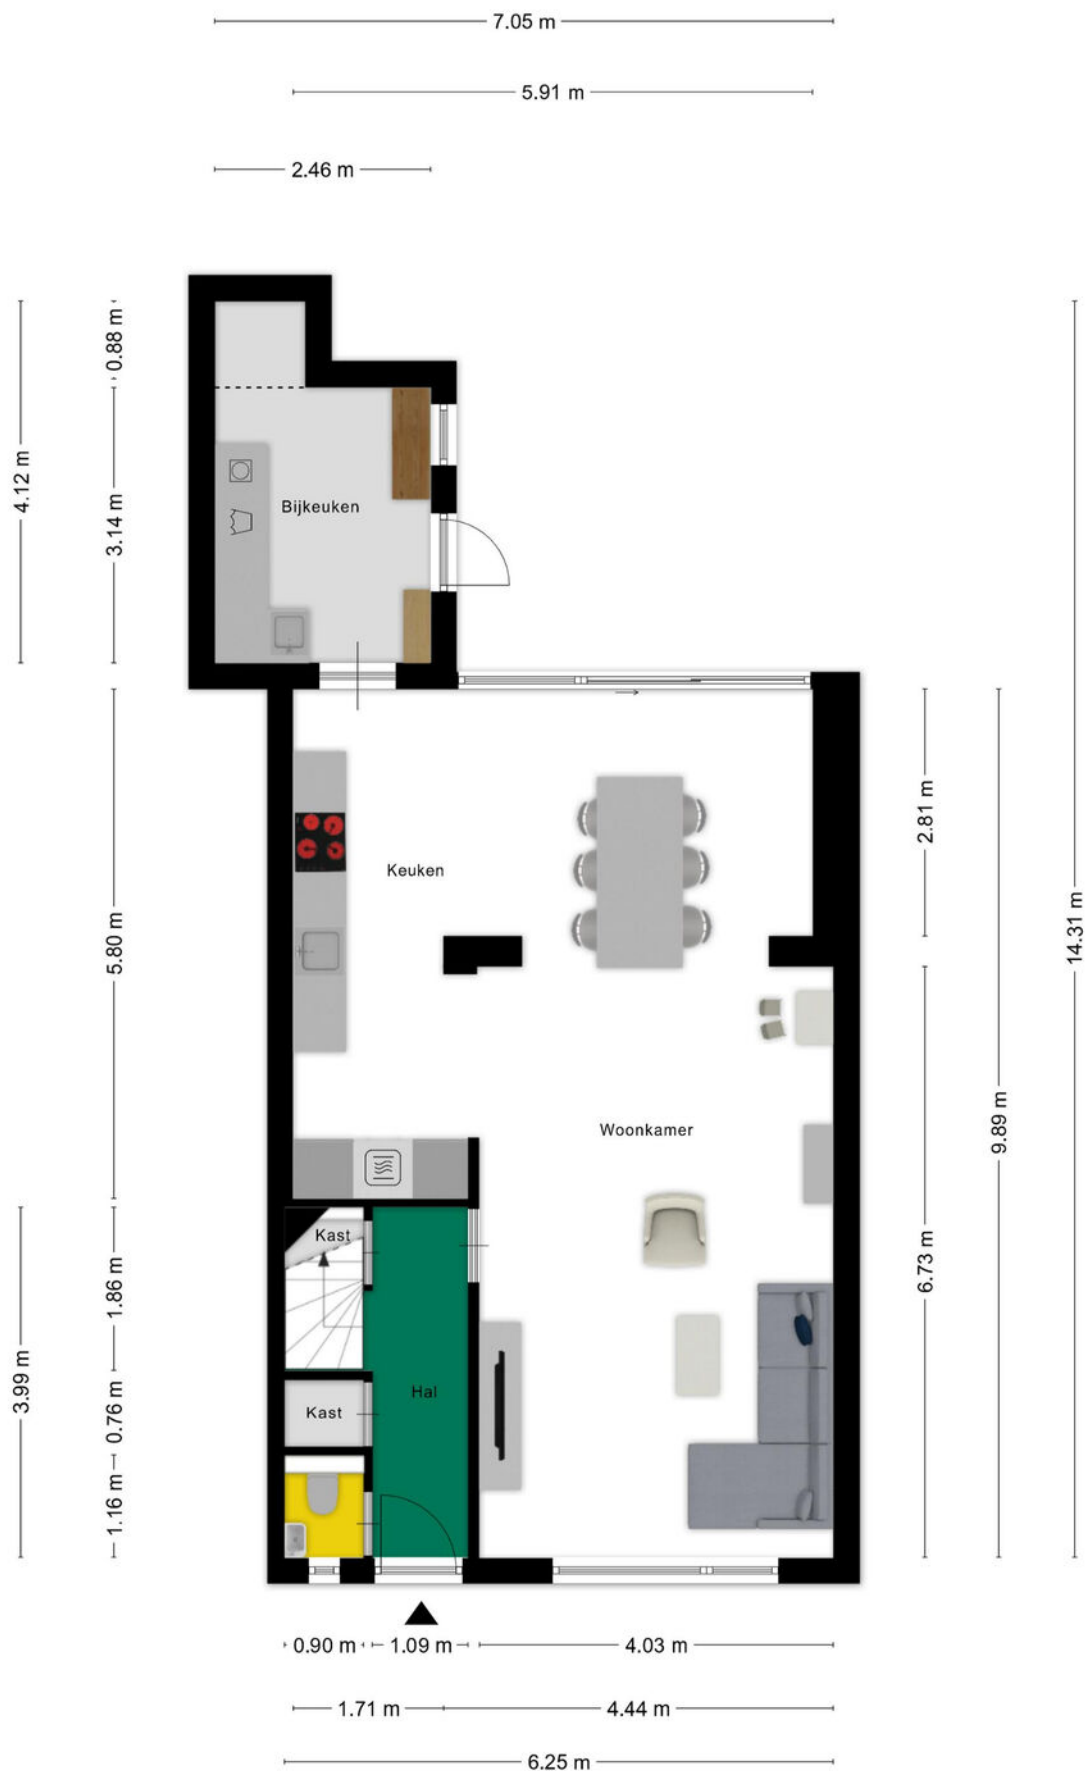 7.05 m
5.91 m
2.46 m
0.88 m
4.12 m
3.14 m
Bijkeuken
2.81 m
Keuken
14.31 m
5.80 m
9.89 m
Woonkamer
Kast
6.73 m
1.86 m
3.99 m
Hal
0.76 m
Kast
1.16 m
0.90 m
1.09 m
4.03 m
1.71 m
4.44 m
6.25 m